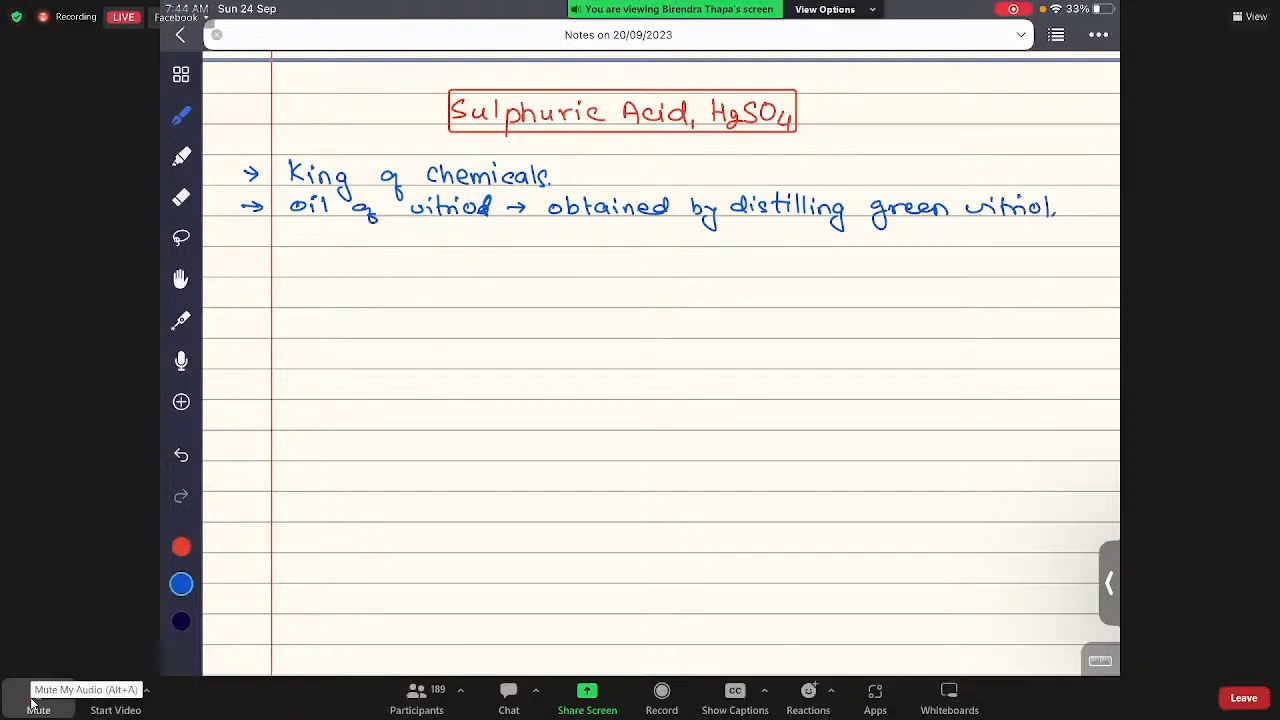 7:44 AM Sun 24 Sep
You are viewing Birendra Thapa's screen
View Options
33%
Recording
LIVE
Facebook
View
Notes on 20/09/2023
Sulphuric Acid, H2SO4
→ King of chemicals.
→ oil of vitriol → obtained by distilling green vitriol.
Mute My Audio (Alt+A)
Mute
Start Video
189
Participants
Chat
Share Screen
Record
CC
Show Captions
Reactions
Apps
Whiteboards
Leave